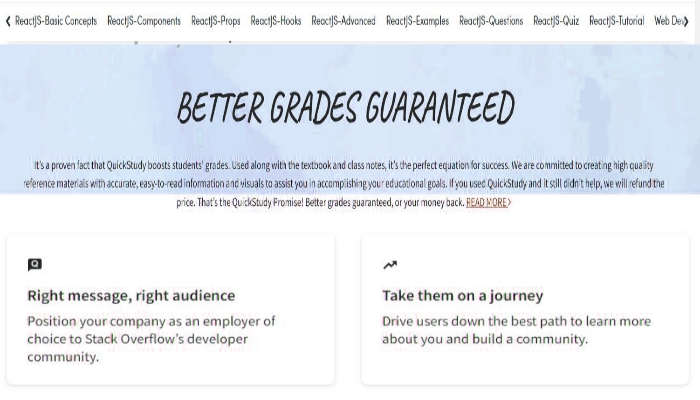 ReactJS-Basic Concepts ReactJS-Components ReactJS-Props ReactJS-Hooks ReactJS-Advanced ReactJS-Examples ReactJS-Questions ReactJS-Quiz ReactJS-Tutorial Web Dev
BETTER GRADES GUARANTEED
It's a proven fact that QuickStudy boosts students' grades. Used along with the textbook and class notes, it's the perfect equation for success. We are committed to creating high quality
reference materials with accurate, easy-to-read information and visuals to assist you in accomplishing your educational goals. If you used QuickStudy and it still didn't help, we will refund the
price. That's the QuickStudy Promise! Better grades guaranteed, or your money back. READ MORE>
Right message, right audience
Position your company as an employer of
choice to Stack Overflow's developer
community.
Take them on a journey
Drive users down the best path to learn more
about you and build a community.